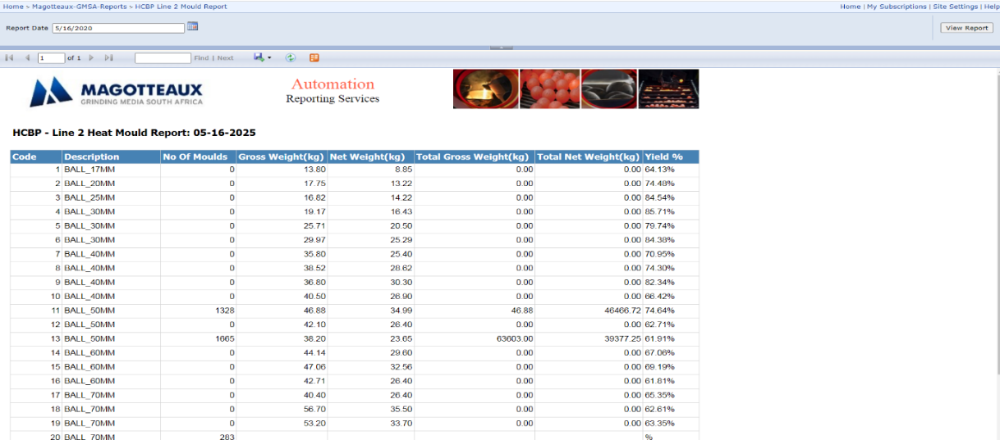 Home > Magotteaux-GMSA-Reports > HCBP Line 2 Mould Report Home | My Subscriptions | Site Settings | Help
Report Date 5/16/2020 View Report
1 of 1 Find | Next
MAGOTTEAUX
GRINDING MEDIA SOUTH AFRICA
Automation
Reporting Services
HCBP - Line 2 Heat Mould Report: 05-16-2025
Code Description No Of Moulds Gross Weight(kg) Net Weight(kg) Total Gross Weight(kg) Total Net Weight(kg) Yield %
1 BALL_17MM 0 13.80 8.85 0.00 0.00 64.13%
2 BALL_20MM 0 17.75 13.22 0.00 0.00 74.48%
3 BALL_25MM 0 16.82 14.22 0.00 0.00 84.54%
4 BALL_30MM 0 19.17 16.43 0.00 0.00 85.71%
5 BALL_30MM 0 25.71 20.50 0.00 0.00 79.74%
6 BALL_30MM 0 29.97 25.29 0.00 0.00 84.38%
7 BALL_40MM 0 35.80 25.40 0.00 0.00 70.95%
8 BALL_40MM 0 38.52 28.62 0.00 0.00 74.30%
9 BALL_40MM 0 36.80 30.30 0.00 0.00 82.34%
10 BALL_40MM 0 40.50 26.90 0.00 0.00 66.42%
11 BALL_50MM 1328 46.88 34.99 46.88 46466.72 74.64%
12 BALL_50MM 0 42.10 26.40 0.00 0.00 62.71%
13 BALL_50MM 1665 38.20 23.65 63603.00 39377.25 61.91%
14 BALL_60MM 0 44.14 29.60 0.00 0.00 67.06%
15 BALL_60MM 0 47.06 32.56 0.00 0.00 69.19%
16 BALL_60MM 0 42.71 26.40 0.00 0.00 61.81%
17 BALL_70MM 0 40.40 26.40 0.00 0.00 65.35%
18 BALL_70MM 0 56.70 35.50 0.00 0.00 62.61%
19 BALL_70MM 0 53.20 33.70 0.00 0.00 63.35%
20 BALL_70MM 283 %